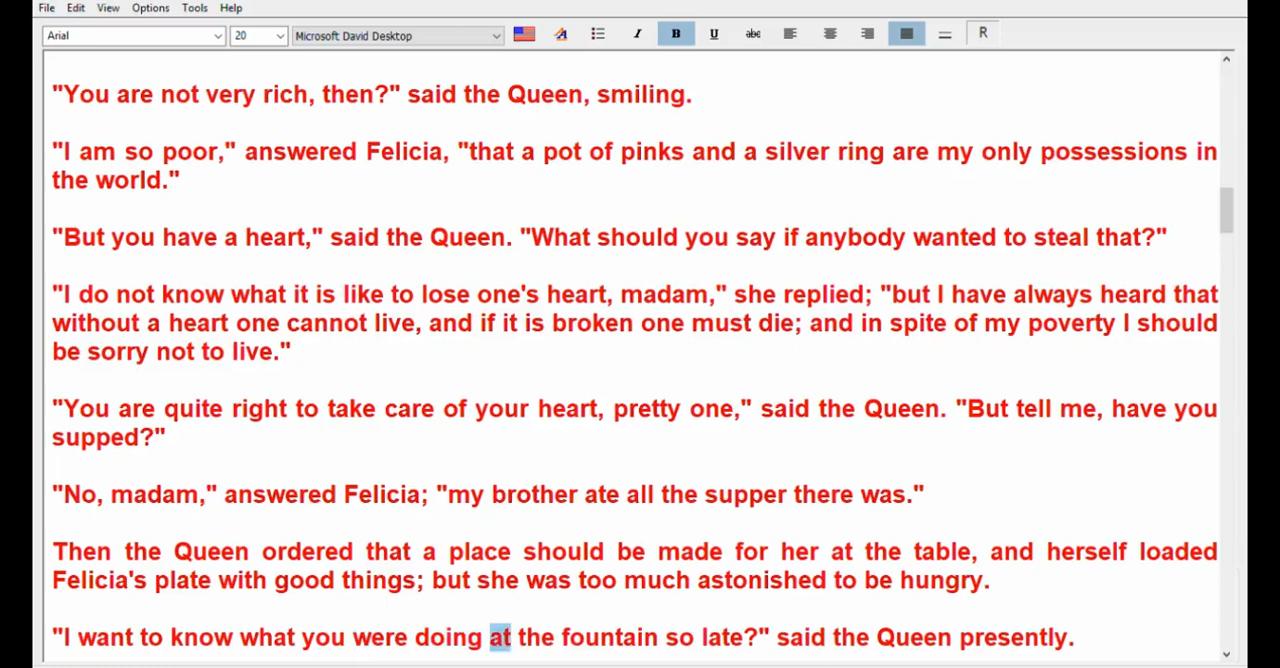 File Edit View Options Tools Help
Arial 20 Microsoft David Desktop I B U abc R
"You are not very rich, then?" said the Queen, smiling.
"I am so poor," answered Felicia, "that a pot of pinks and a silver ring are my only possessions in
the world."
"But you have a heart," said the Queen. "What should you say if anybody wanted to steal that?"
"I do not know what it is like to lose one's heart, madam," she replied; "but I have always heard that
without a heart one cannot live, and if it is broken one must die; and in spite of my poverty I should
be sorry not to live."
"You are quite right to take care of your heart, pretty one," said the Queen. "But tell me, have you
supped?"
"No, madam," answered Felicia; "my brother ate all the supper there was."
Then the Queen ordered that a place should be made for her at the table, and herself loaded
Felicia's plate with good things; but she was too much astonished to be hungry.
"I want to know what you were doing at the fountain so late?" said the Queen presently.